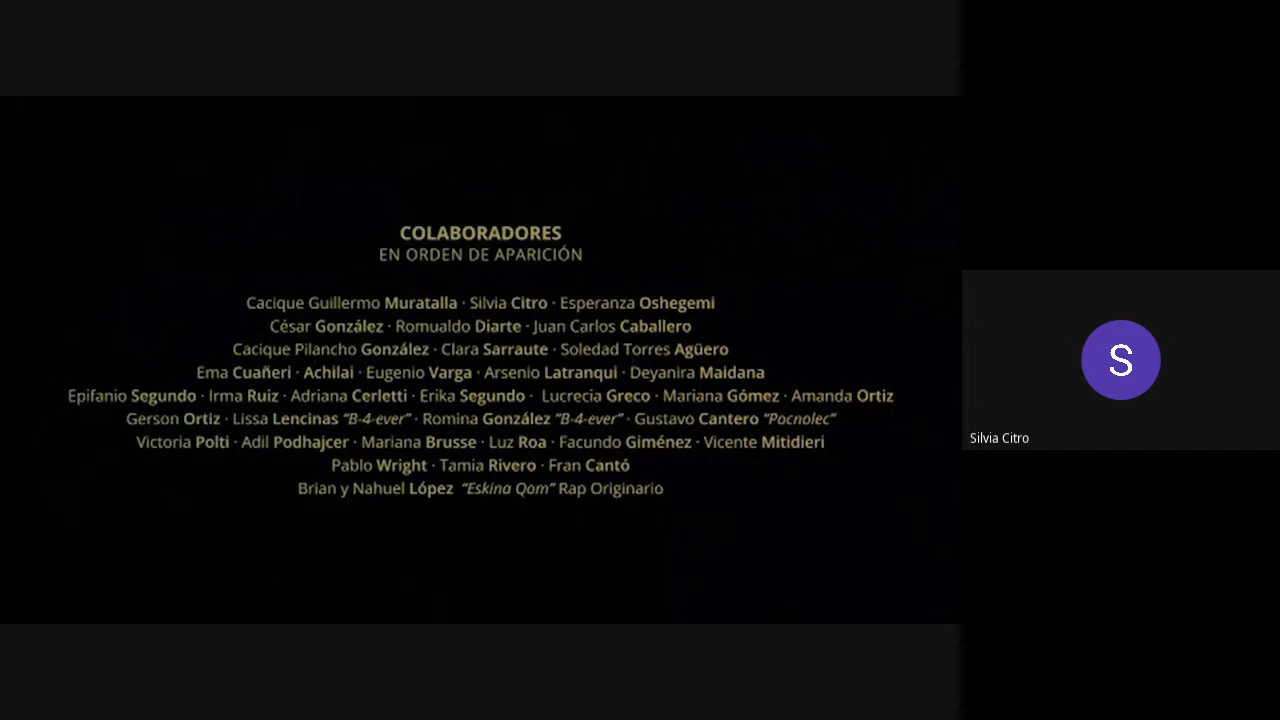 COLABORADORES
EN ORDEN DE APARICIÓN
Cacique Guillermo Muratalla · Silvia Citro · Esperanza Oshegemi
César González · Romualdo Diarte · Juan Carlos Caballero
Cacique Pilancho González · Clara Sarraute · Soledad Torres Agüero
Ema Cuañeri · Achilai · Eugenio Varga · Arsenio Latranqui · Deyanira Maidana
Epifanio Segundo · Irma Ruiz · Adriana Cerletti · Erika Segundo · Lucrecia Greco · Mariana Gómez · Amanda Ortiz
Gerson Ortiz · Lissa Lencinas "B-4-ever" · Romina González "B-4-ever" · Gustavo Cantero "Pocnolec"
Victoria Polti · Adil Podhajcer · Mariana Brusse · Luz Roa · Facundo Giménez · Vicente Mitidieri
Pablo Wright · Tamia Rivero · Fran Cantó
Brian y Nahuel López "Eskina Qom" Rap Originario
S
Silvia Citro